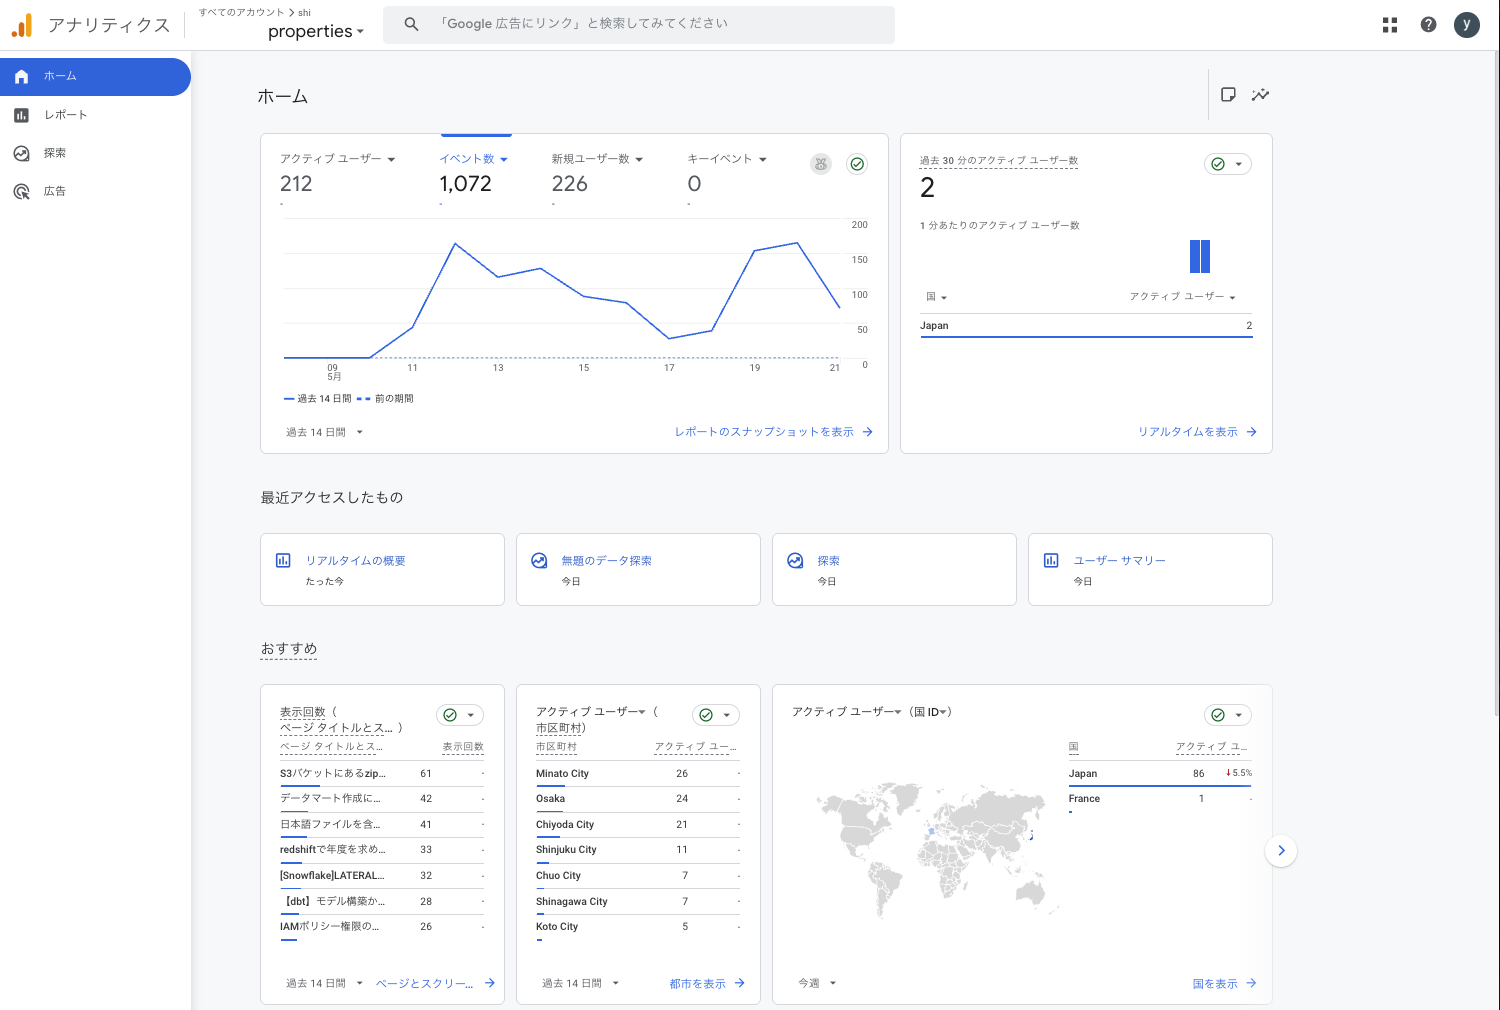 アナリティクス
すべてのアカウント > shi
properties
「Google 広告にリンク」と検索してみてください
y
ホーム
レポート
探索
広告
ホーム
アクティブ ユーザー
212
-
イベント数
1,072
-
新規ユーザー数
226
-
キーイベント
0
-
200
150
100
50
0
09
5月
11
13
15
17
19
21
過去 14 日間
前の期間
過去 14 日間
レポートのスナップショットを表示
過去 30 分のアクティブ ユーザー数
2
1 分あたりのアクティブ ユーザー数
国
アクティブ ユーザー
Japan 2
リアルタイムを表示
最近アクセスしたもの
リアルタイムの概要
たった今
無題のデータ探索
今日
探索
今日
ユーザー サマリー
今日
おすすめ
表示回数（
ページ タイトルとス... ）
ページ タイトルとス... 表示回数
S3バケットにあるzip... 61 -
データマート作成に... 42 -
日本語ファイルを含... 41 -
redshiftで年度を求め... 33 -
[Snowflake]LATERAL... 32 -
【dbt】モデル構築か... 28 -
IAMポリシー権限の... 26 -
過去 14 日間
ページとスクリー...
アクティブ ユーザー（
市区町村）
市区町村 アクティブ ユー...
Minato City 26 -
Osaka 24 -
Chiyoda City 21 -
Shinjuku City 11 -
Chuo City 7 -
Shinagawa City 7 -
Koto City 5 -
過去 14 日間
都市を表示
アクティブ ユーザー（国 ID）
国 アクティブ ユ...
Japan 86 5.5%
France 1 -
今週
国を表示